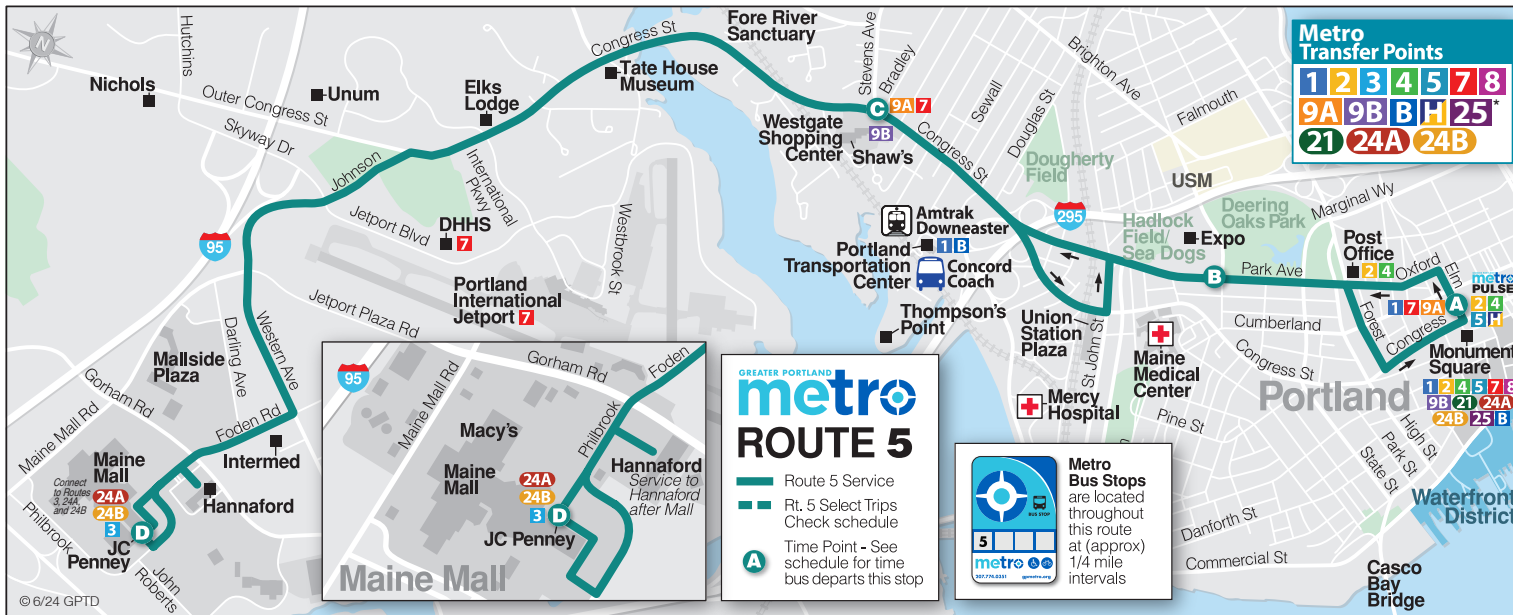 Hutchins
Nichols
Outer Congress St
Unum
Skyway Dr
Elks
Lodge
Congress St
Tate House
Museum
Fore River
Sanctuary
Stevens Ave
Bradley
C
9A 7
9B
Westgate
Shopping
Center
Shaw's
Sewall
Congress St
Douglas St
Brighton Ave
Falmouth
Dougherty
Field
USM
Metro
Transfer Points
1 2 3 4 5 7 8
9A 9B B H 25*
21 24A 24B
Johnson
International
Pkwy
Jetport Blvd
DHHS
7
Westbrook St
95
Portland
International
Jetport 7
Jetport Plaza Rd
Western Ave
Darling Ave
Mallside
Plaza
Gorham Rd
Maine Mall Rd
Foden Rd
Intermed
Maine
Mall
Connect
to Routes
3, 24A,
and 24B
24A
24B
3
D
JC
Penney
Hannaford
Philbrook
John
Roberts
© 6/24 GPTD
95
Maine Mall Rd
Gorham Rd
Foden
Philbrook
Macy's
Maine
Mall
24A
24B
3
D
JC Penney
Hannaford
Service to
Hannaford
after Mall
Maine Mall
GREATER PORTLAND
metro
ROUTE 5
Route 5 Service
Rt. 5 Select Trips
Check schedule
A
Time Point - See
schedule for time
bus departs this stop
Amtrak
Downeaster
Portland
Transportation
Center
1 B
Concord
Coach
Thompson's
Point
295
Hadlock
Field/
Sea Dogs
Deering
Oaks Park
Expo
B
Park Ave
Marginal Wy
Post
Office
2 4
Oxford
Elm
metro
PULSE
1 7 9A
A
2 4
5 H
Forest
Congress
Monument
Square
1 2 4 5 7 8
9B 21 24A
24B 25 B
Cumberland
Congress St
Portland
Union
Station
Plaza
St John St
Maine
Medical
Center
Mercy
Hospital
Pine St
High St
Park St
State St
Waterfront
District
Danforth St
Commercial St
Casco
Bay
Bridge
BUS STOP
5
metro
207.774.0351
gpmetro.org
Metro
Bus Stops
are located
throughout
this route
at (approx)
1/4 mile
intervals
N